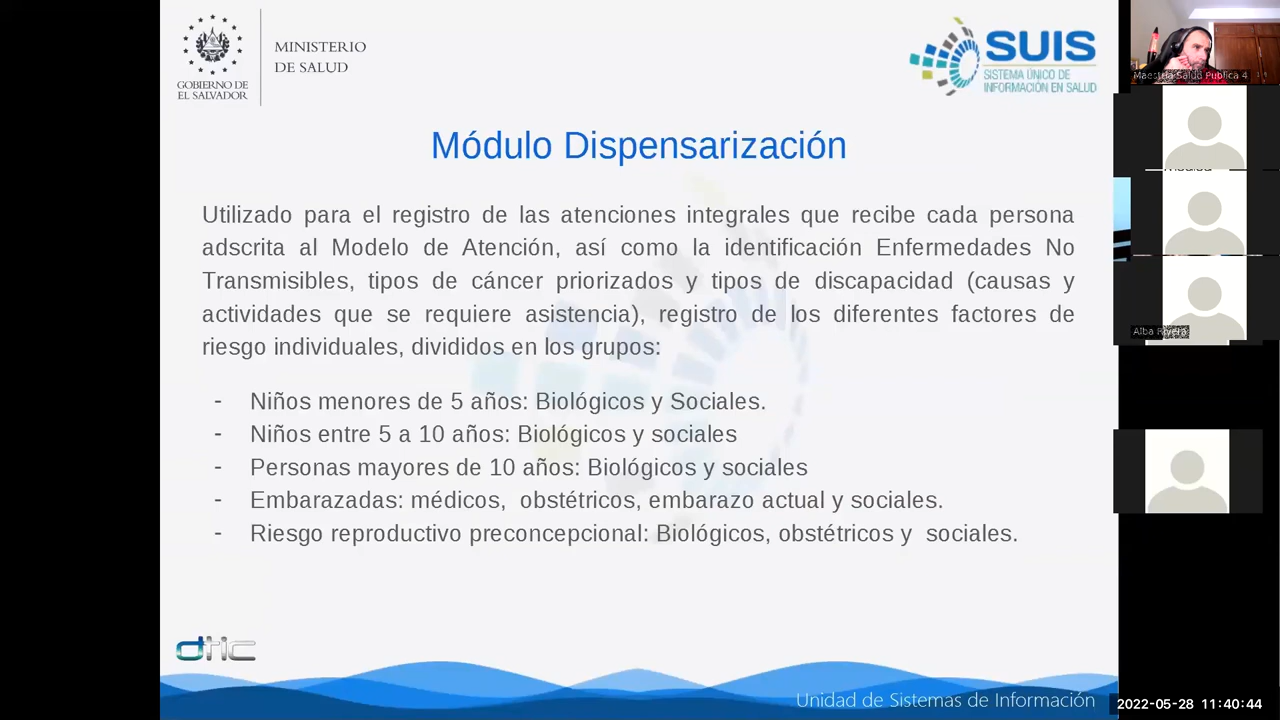 MINISTERIO
DE SALUD
GOBIERNO DE
EL SALVADOR
SUIS
SISTEMA ÚNICO DE
INFORMACIÓN EN SALUD
Módulo Dispensarización
Utilizado para el registro de las atenciones integrales que recibe cada persona
adscrita al Modelo de Atención, así como la identificación Enfermedades No
Transmisibles, tipos de cáncer priorizados y tipos de discapacidad (causas y
actividades que se requiere asistencia), registro de los diferentes factores de
riesgo individuales, divididos en los grupos:
- Niños menores de 5 años: Biológicos y Sociales.
- Niños entre 5 a 10 años: Biológicos y sociales
- Personas mayores de 10 años: Biológicos y sociales
- Embarazadas: médicos, obstétricos, embarazo actual y sociales.
- Riesgo reproductivo preconcepcional: Biológicos, obstétricos y sociales.
dtic
Unidad de Sistemas de Información
Maestria Salud Publica 4
Alba Rivera
2022-05-28 11:40:44